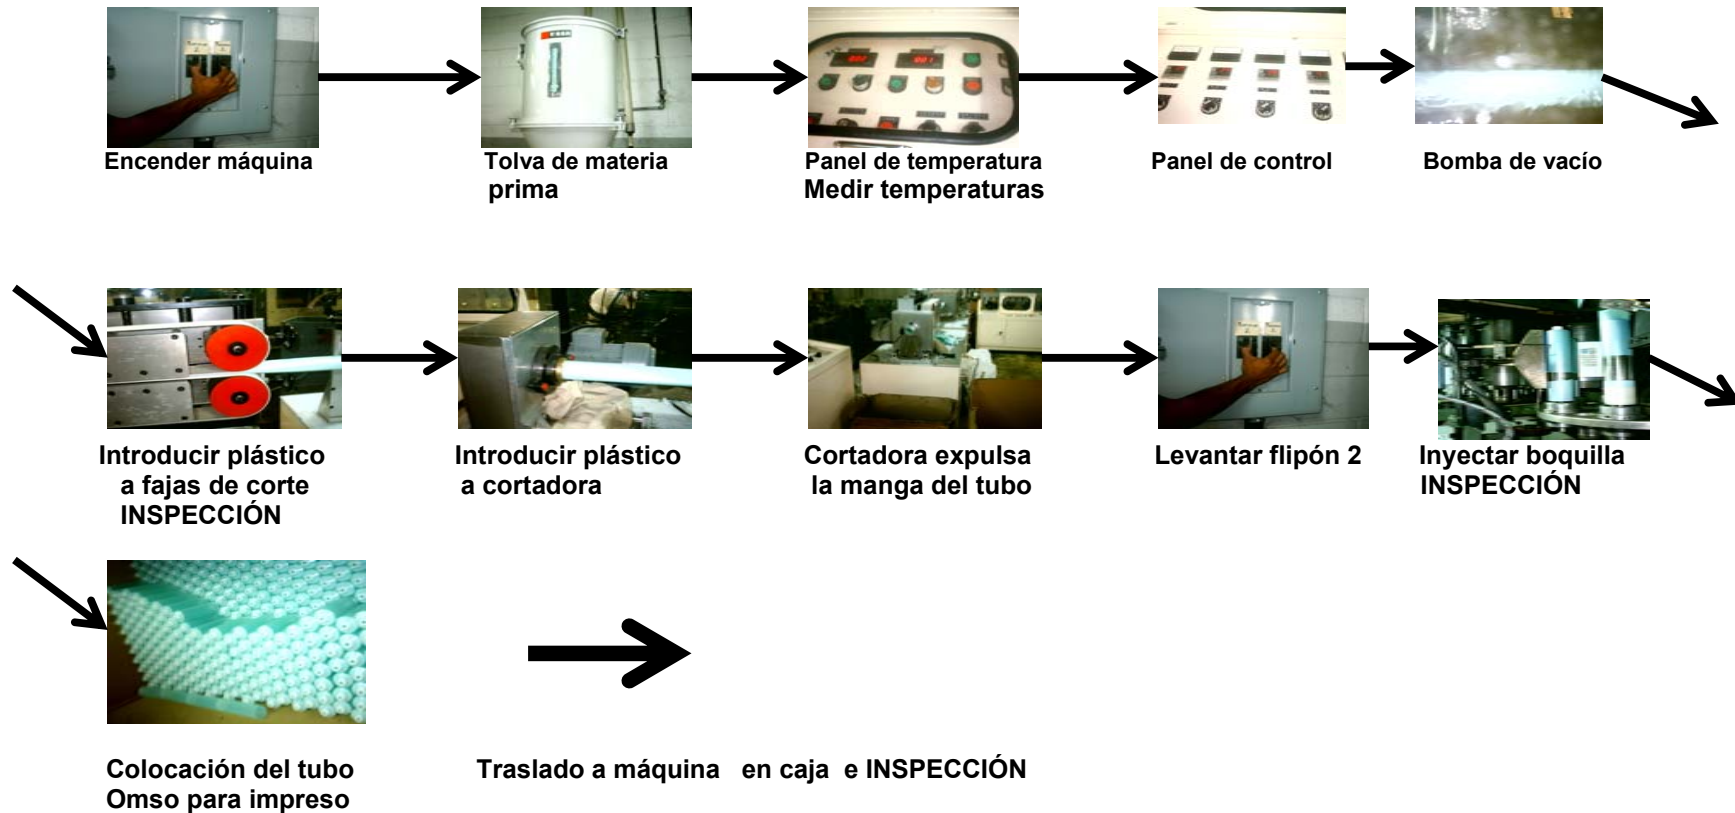 Encender máquina
Tolva de materia
prima
Panel de temperatura
Medir temperaturas
Panel de control
Bomba de vacío
Introducir plástico
a fajas de corte
INSPECCIÓN
Introducir plástico
a cortadora
Cortadora expulsa
la manga del tubo
Levantar flipón 2
Inyectar boquilla
INSPECCIÓN
Colocación del tubo
Omso para impreso
Traslado a máquina en caja e INSPECCIÓN